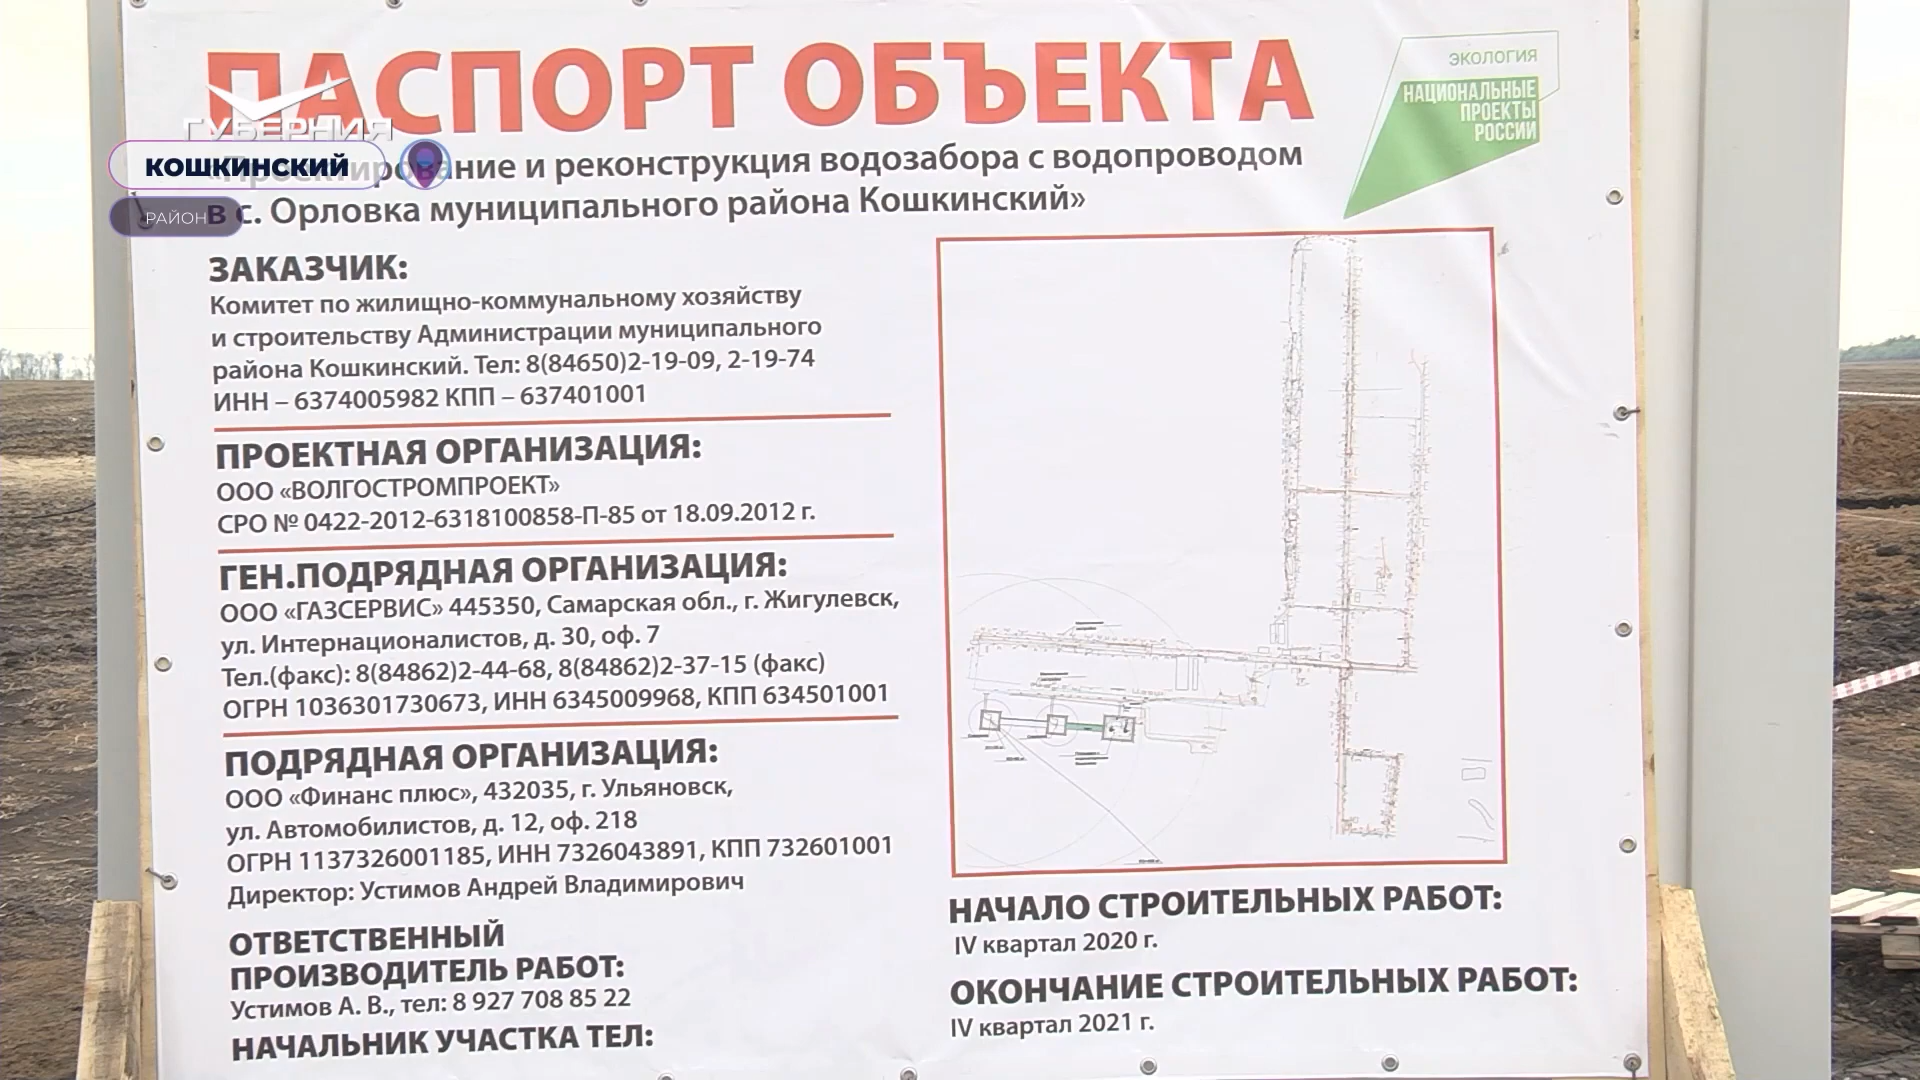 ПАСПОРТ ОБЪЕКТА
ГУБЕРНИЯ
КОШКИНСКИЙ
РАЙОН
ЭКОЛОГИЯ
НАЦИОНАЛЬНЫЕ
ПРОЕКТЫ
РОССИИ
«Проектирование и реконструкция водозабора с водопроводом
в с. Орловка муниципального района Кошкинский»
ЗАКАЗЧИК:
Комитет по жилищно-коммунальному хозяйству
и строительству Администрации муниципального
района Кошкинский. Тел: 8(84650)2-19-09, 2-19-74
ИНН – 6374005982 КПП – 637401001
ПРОЕКТНАЯ ОРГАНИЗАЦИЯ:
ООО «ВОЛГОСТРОМПРОЕКТ»
СРО № 0422-2012-6318100858-П-85 от 18.09.2012 г.
ГЕН.ПОДРЯДНАЯ ОРГАНИЗАЦИЯ:
ООО «ГАЗСЕРВИС» 445350, Самарская обл., г. Жигулевск,
ул. Интернационалистов, д. 30, оф. 7
Тел.(факс): 8(84862)2-44-68, 8(84862)2-37-15 (факс)
ОГРН 1036301730673, ИНН 6345009968, КПП 634501001
ПОДРЯДНАЯ ОРГАНИЗАЦИЯ:
ООО «Финанс плюс», 432035, г. Ульяновск,
ул. Автомобилистов, д. 12, оф. 218
ОГРН 1137326001185, ИНН 7326043891, КПП 732601001
Директор: Устимов Андрей Владимирович
ОТВЕТСТВЕННЫЙ
ПРОИЗВОДИТЕЛЬ РАБОТ:
Устимов А. В., тел: 8 927 708 85 22
НАЧАЛЬНИК УЧАСТКА ТЕЛ:
НАЧАЛО СТРОИТЕЛЬНЫХ РАБОТ:
IV квартал 2020 г.
ОКОНЧАНИЕ СТРОИТЕЛЬНЫХ РАБОТ:
IV квартал 2021 г.